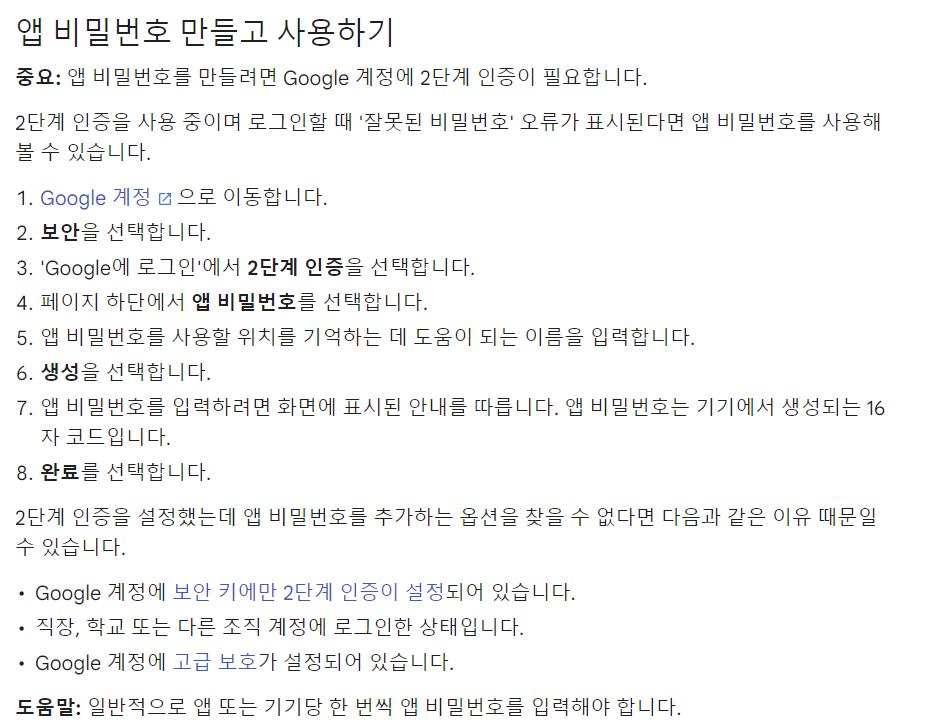 앱 비밀번호 만들고 사용하기
중요: 앱 비밀번호를 만들려면 Google 계정에 2단계 인증이 필요합니다.
2단계 인증을 사용 중이며 로그인할 때 '잘못된 비밀번호' 오류가 표시된다면 앱 비밀번호를 사용해
볼 수 있습니다.
1. Google 계정 으로 이동합니다.
2. 보안을 선택합니다.
3. 'Google에 로그인'에서 2단계 인증을 선택합니다.
4. 페이지 하단에서 앱 비밀번호를 선택합니다.
5. 앱 비밀번호를 사용할 위치를 기억하는 데 도움이 되는 이름을 입력합니다.
6. 생성을 선택합니다.
7. 앱 비밀번호를 입력하려면 화면에 표시된 안내를 따릅니다. 앱 비밀번호는 기기에서 생성되는 16
자 코드입니다.
8. 완료를 선택합니다.
2단계 인증을 설정했는데 앱 비밀번호를 추가하는 옵션을 찾을 수 없다면 다음과 같은 이유 때문일
수 있습니다.
• Google 계정에 보안 키에만 2단계 인증이 설정되어 있습니다.
• 직장, 학교 또는 다른 조직 계정에 로그인한 상태입니다.
• Google 계정에 고급 보호가 설정되어 있습니다.
도움말: 일반적으로 앱 또는 기기당 한 번씩 앱 비밀번호를 입력해야 합니다.